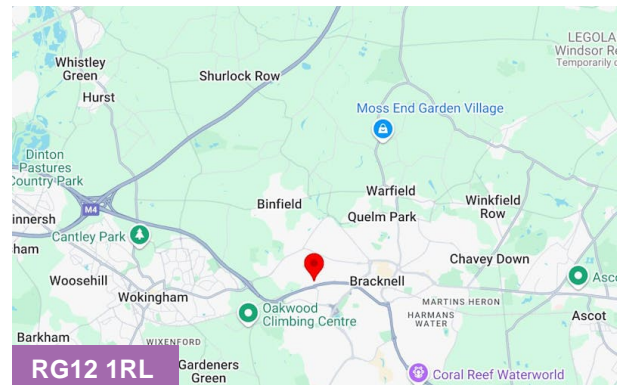 LEGOLA
Windsor Re
Temporarily c
Whistley
Green
Shurlock Row
Hurst
Moss End Garden Village
Dinton
Pastures
Country Park
Warfield
Binfield
Winkfield
Row
M4
Quelm Park
innersh
ham
Cantley Park
Chavey Down
Woosehill
Bracknell
Asc
Wokingham
MARTINS HERON
Oakwood
Climbing Centre
HARMANS
WATER
Ascot
Barkham
WIXENFORD
RG12 1RL
Gardeners
Green
Coral Reef Waterworld